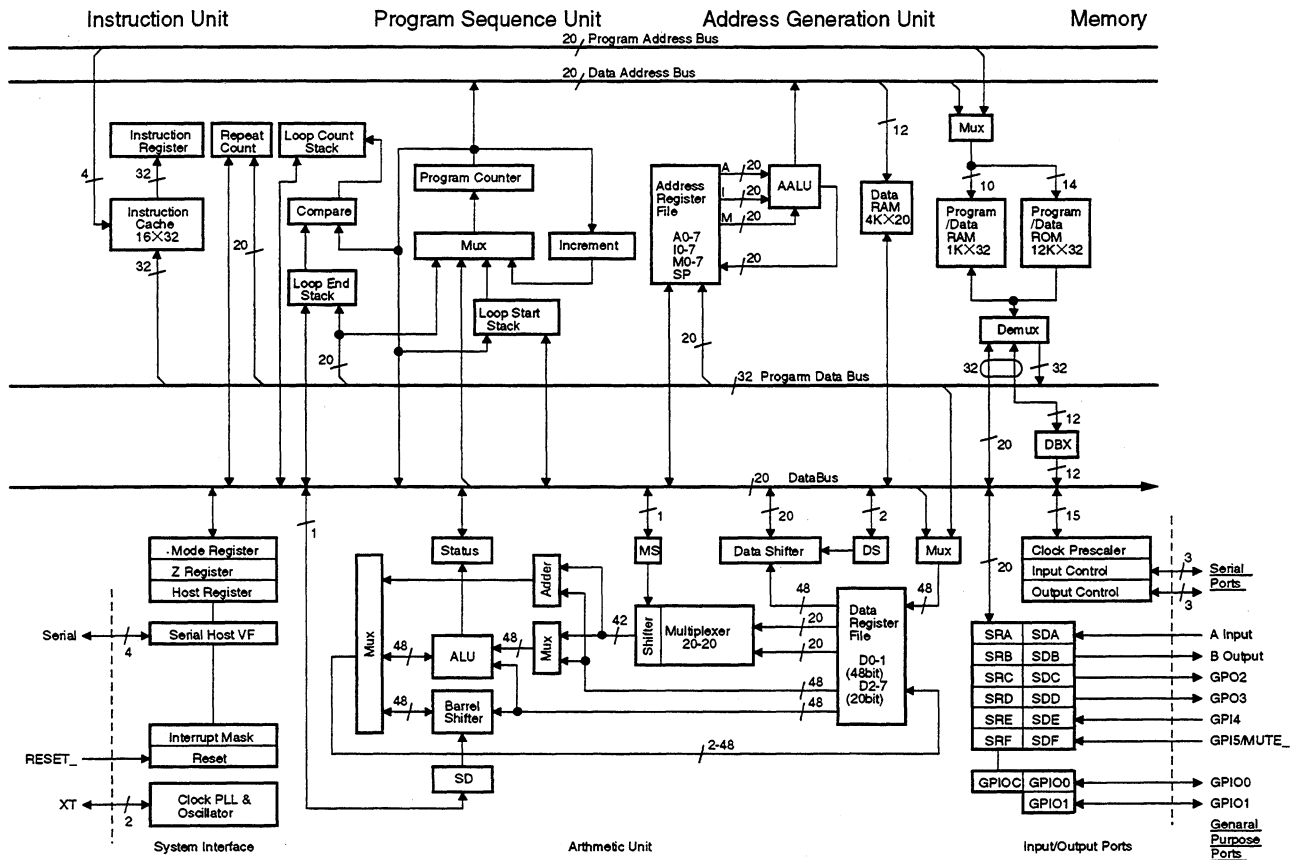 Instruction Unit
Program Sequence Unit
Address Generation Unit
Memory
20 Program Address Bus
20 Data Address Bus
12
Mux
4
Instruction
Register
Repeat
Count
Loop Count
Stack
32
Program Counter
Address
Register
File
A0-7
I0-7
M0-7
SP
A
20
I
20
M
20
20
AALU
Data
RAM
4K×20
10
14
Program
/Data
RAM
1K×32
Program
/Data
ROM
12K×32
Instruction
Cache
16×32
Compare
20
Mux
Increment
32
Loop End
Stack
Loop Start
Stack
Demux
20
20
32
32
32 Progarm Data Bus
12
20
DBX
12
20 DataBus
1
1
20
2
15
Mode Register
Z Register
Host Register
Status
MS
Data Shifter
DS
Mux
20
Clock Prescaler
Input Control
Output Control
3
3
Serial
Ports
Adder
48
48
Serial
4
Serial Host VF
Mux
48
ALU
48
Mux
42
Shifter
Multiplexer
20-20
20
20
Data
Register
File
D0-1
(48bit)
D2-7
(20bit)
SRA SDA
A Input
SRB SDB
B Output
SRC SDC
GPO2
SRD SDD
GPO3
SRE SDE
GPI4
SRF SDF
GPI5/MUTE_
48
48
48
Barrel
Shifter
2-48
Interrupt Mask
Reset
RESET_
SD
GPIOC GPIO0
GPIO0
GPIO1
GPIO1
XT
2
Clock PLL &
Oscillator
Genaral
Purpose
Ports
System Interface
Arthmetic Unit
Input/Output Ports